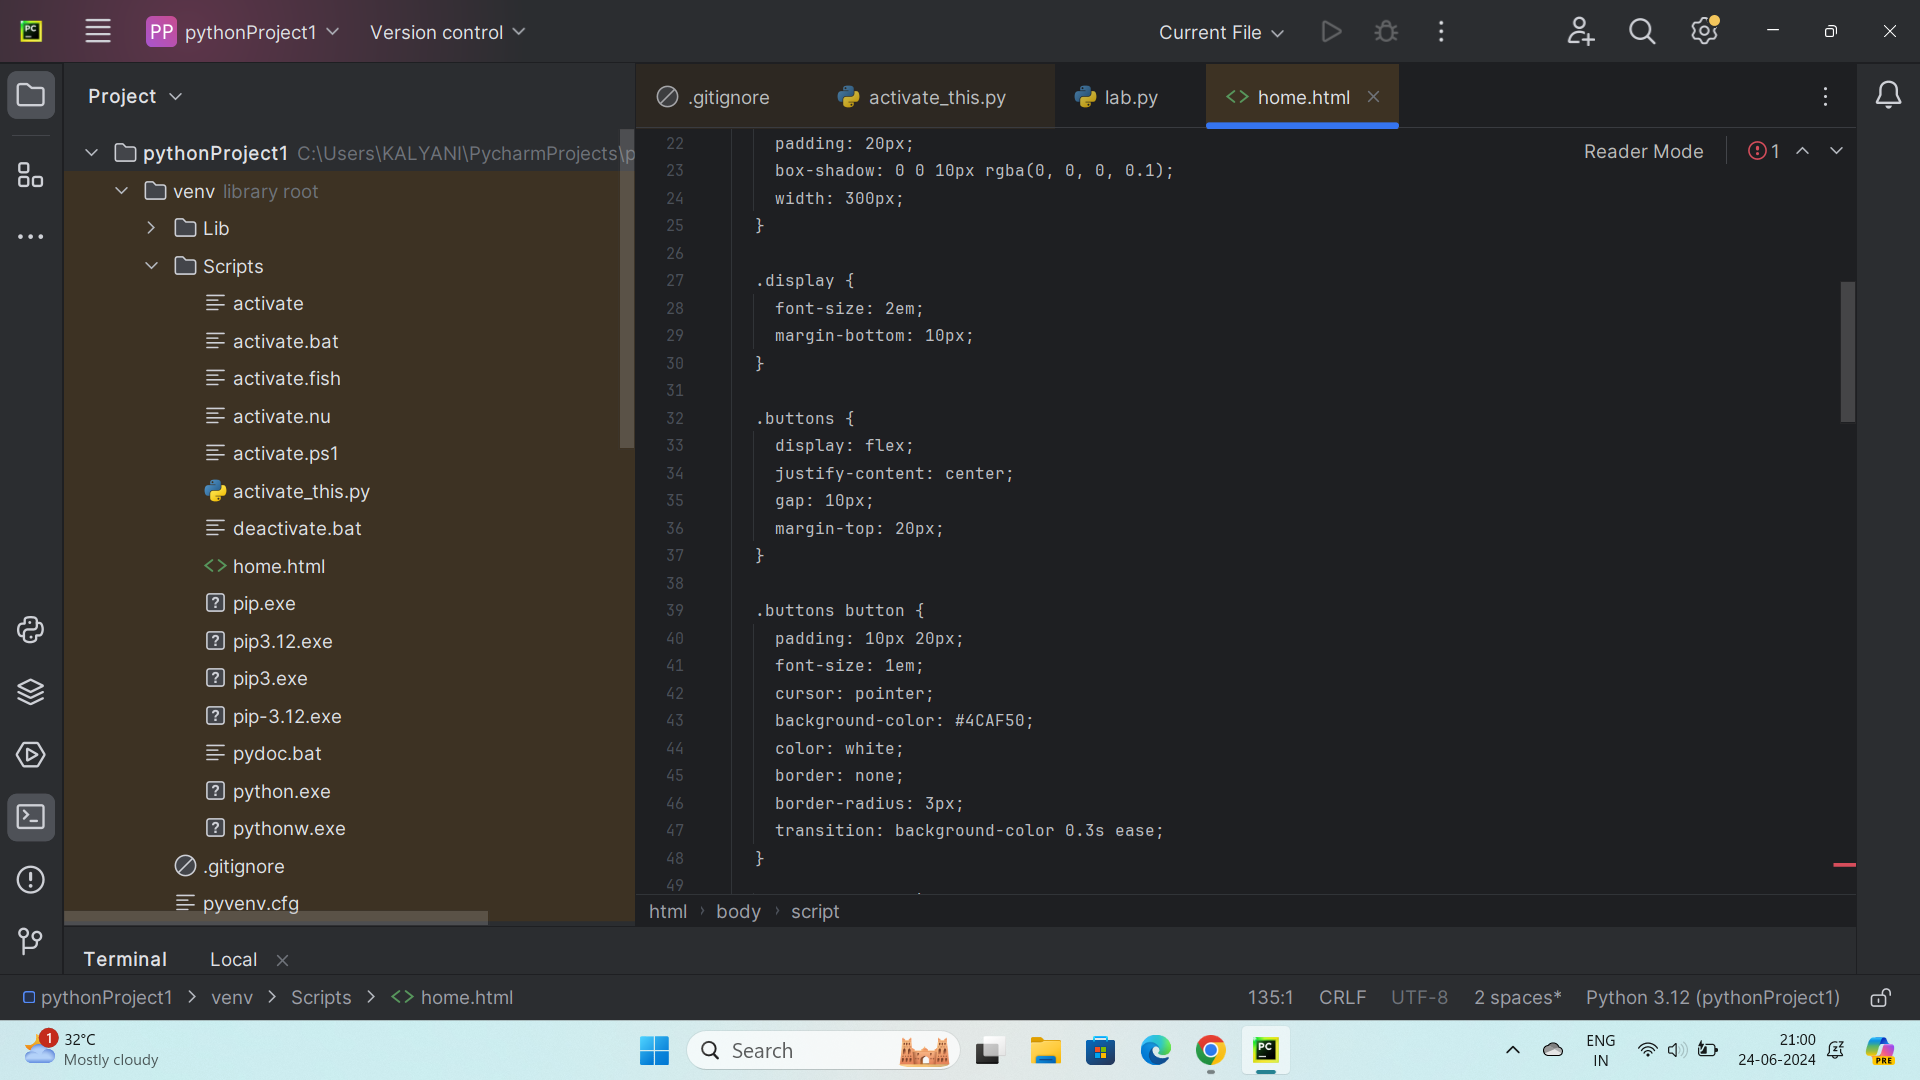 PC
PP pythonProject1 Version control Current File
Project
.gitignore activate_this.py lab.py <> home.html
pythonProject1 C:\Users\KALYANI\PycharmProjects\p
venv library root
Lib
Scripts
activate
activate.bat
activate.fish
activate.nu
activate.ps1
activate_this.py
deactivate.bat
<> home.html
? pip.exe
? pip3.12.exe
? pip3.exe
? pip-3.12.exe
pydoc.bat
? python.exe
? pythonw.exe
.gitignore
pyvenv.cfg
Reader Mode 1
22 padding: 20px;
23 box-shadow: 0 0 10px rgba(0, 0, 0, 0.1);
24 width: 300px;
25 }
26
27 .display {
28 font-size: 2em;
29 margin-bottom: 10px;
30 }
31
32 .buttons {
33 display: flex;
34 justify-content: center;
35 gap: 10px;
36 margin-top: 20px;
37 }
38
39 .buttons button {
40 padding: 10px 20px;
41 font-size: 1em;
42 cursor: pointer;
43 background-color: #4CAF50;
44 color: white;
45 border: none;
46 border-radius: 3px;
47 transition: background-color 0.3s ease;
48 }
49
html › body › script
Terminal Local
pythonProject1 > venv > Scripts > <> home.html 135:1 CRLF UTF-8 2 spaces* Python 3.12 (pythonProject1)
1 32°C
Mostly cloudy
Search
PC
ENG
IN
21:00
24-06-2024
PRE